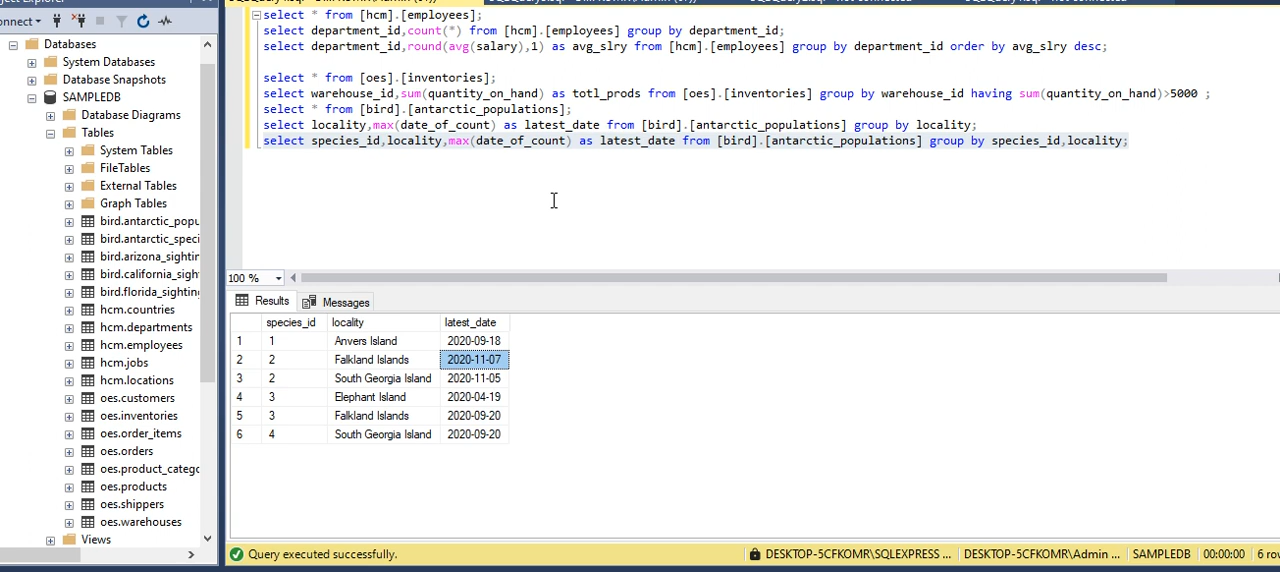 onnect
Databases
System Databases
Database Snapshots
SAMPLEDB
Database Diagrams
Tables
System Tables
FileTables
External Tables
Graph Tables
bird.antarctic_popu
bird.antarctic_speci
bird.arizona_sightin
bird.california_sigh
bird.florida_sighting
hcm.countries
hcm.departments
hcm.employees
hcm.jobs
hcm.locations
oes.customers
oes.inventories
oes.order_items
oes.orders
oes.product_catego
oes.products
oes.shippers
oes.warehouses
Views
select * from [hcm].[employees];
select department_id,count(*) from [hcm].[employees] group by department_id;
select department_id,round(avg(salary),1) as avg_slry from [hcm].[employees] group by department_id order by avg_slry desc;
select * from [oes].[inventories];
select warehouse_id,sum(quantity_on_hand) as totl_prods from [oes].[inventories] group by warehouse_id having sum(quantity_on_hand)>5000 ;
select * from [bird].[antarctic_populations];
select locality,max(date_of_count) as latest_date from [bird].[antarctic_populations] group by locality;
select species_id,locality,max(date_of_count) as latest_date from [bird].[antarctic_populations] group by species_id,locality;
100 %
Results Messages
species_id locality latest_date
1 1 Anvers Island 2020-09-18
2 2 Falkland Islands 2020-11-07
3 2 South Georgia Island 2020-11-05
4 3 Elephant Island 2020-04-19
5 3 Falkland Islands 2020-09-20
6 4 South Georgia Island 2020-09-20
Query executed successfully. DESKTOP-5CFKOMR\SQLEXPRESS ... DESKTOP-5CFKOMR\Admin ... SAMPLEDB 00:00:00 6 ro